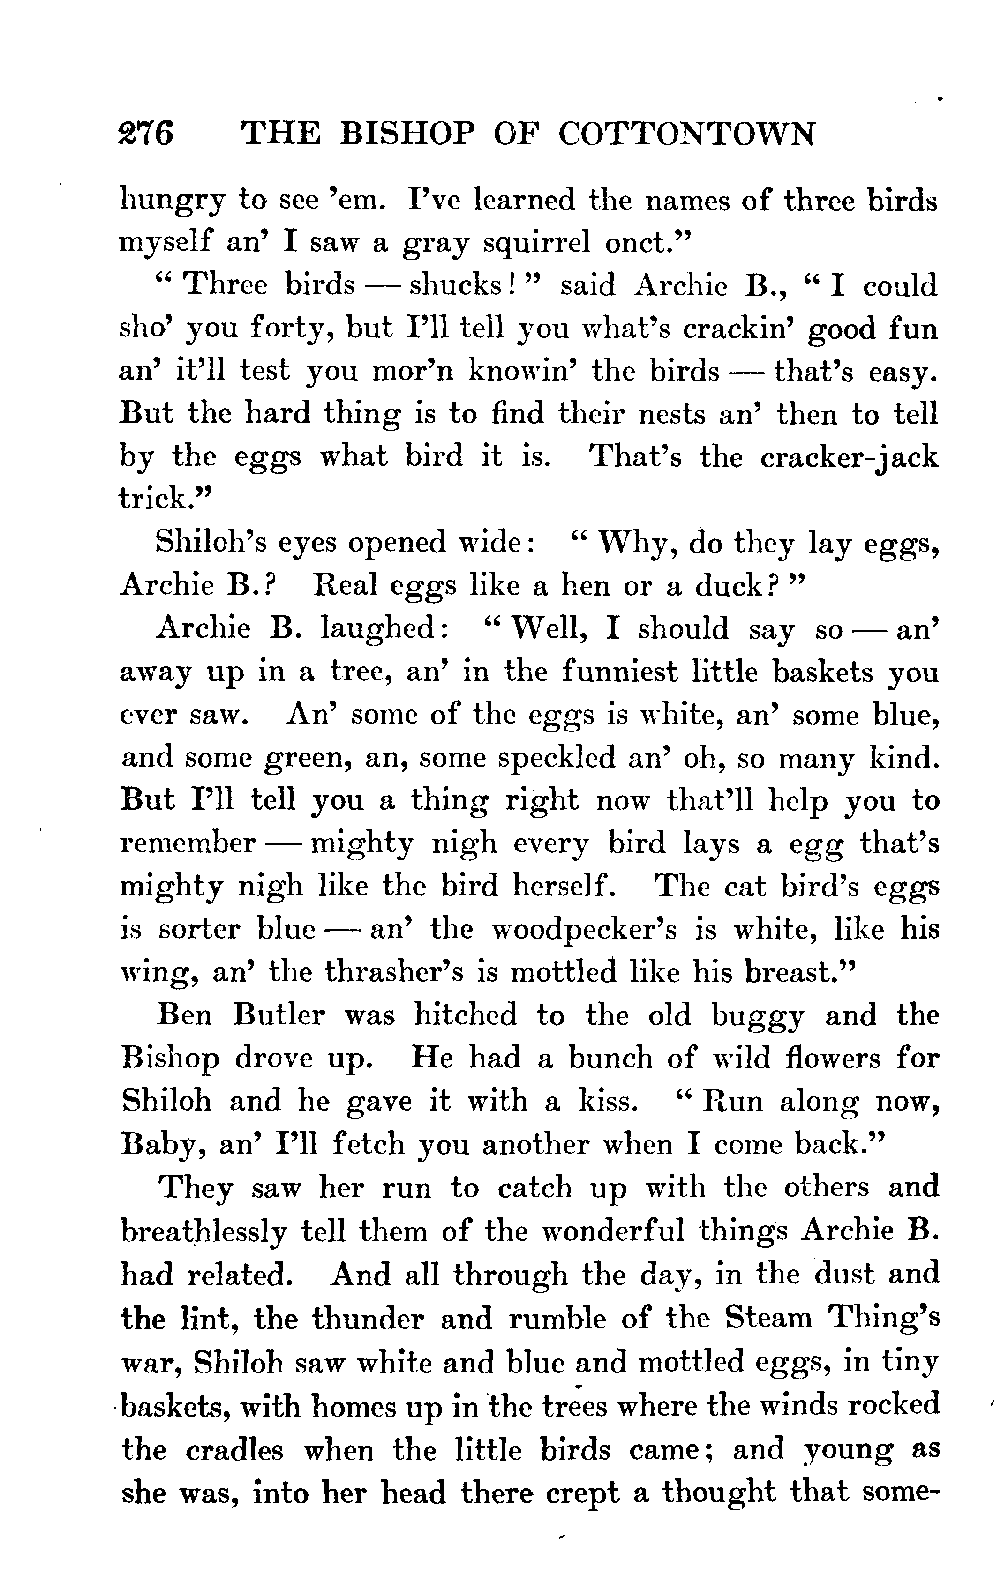 276 THE BISHOP OF COTTONTOWN
hungry to see 'em. I've learned the names of three birds
myself an' I saw a gray squirrel onct."
" Three birds — shucks! " said Archie B., " I could
sho' you forty, but I'll tell you what's crackin' good fun
an' it'll test you mor'n knowin' the birds — that's easy.
But the hard thing is to find their nests an' then to tell
by the eggs what bird it is. That's the cracker-jack
trick."
Shiloh's eyes opened wide: " Why, do they lay eggs,
Archie B.? Real eggs like a hen or a duck? "
Archie B. laughed: " Well, I should say so — an'
away up in a tree, an' in the funniest little baskets you
ever saw. An' some of the eggs is white, an' some blue,
and some green, an, some speckled an' oh, so many kind.
But I'll tell you a thing right now that'll help you to
remember — mighty nigh every bird lays a egg that's
mighty nigh like the bird herself. The cat bird's eggs
is sorter blue — an' the woodpecker's is white, like his
wing, an' the thrasher's is mottled like his breast."
Ben Butler was hitched to the old buggy and the
Bishop drove up. He had a bunch of wild flowers for
Shiloh and he gave it with a kiss. " Run along now,
Baby, an' I'll fetch you another when I come back."
They saw her run to catch up with the others and
breathlessly tell them of the wonderful things Archie B.
had related. And all through the day, in the dust and
the lint, the thunder and rumble of the Steam Thing's
war, Shiloh saw white and blue and mottled eggs, in tiny
baskets, with homes up in the trees where the winds rocked
the cradles when the little birds came; and young as
she was, into her head there crept a thought that some-